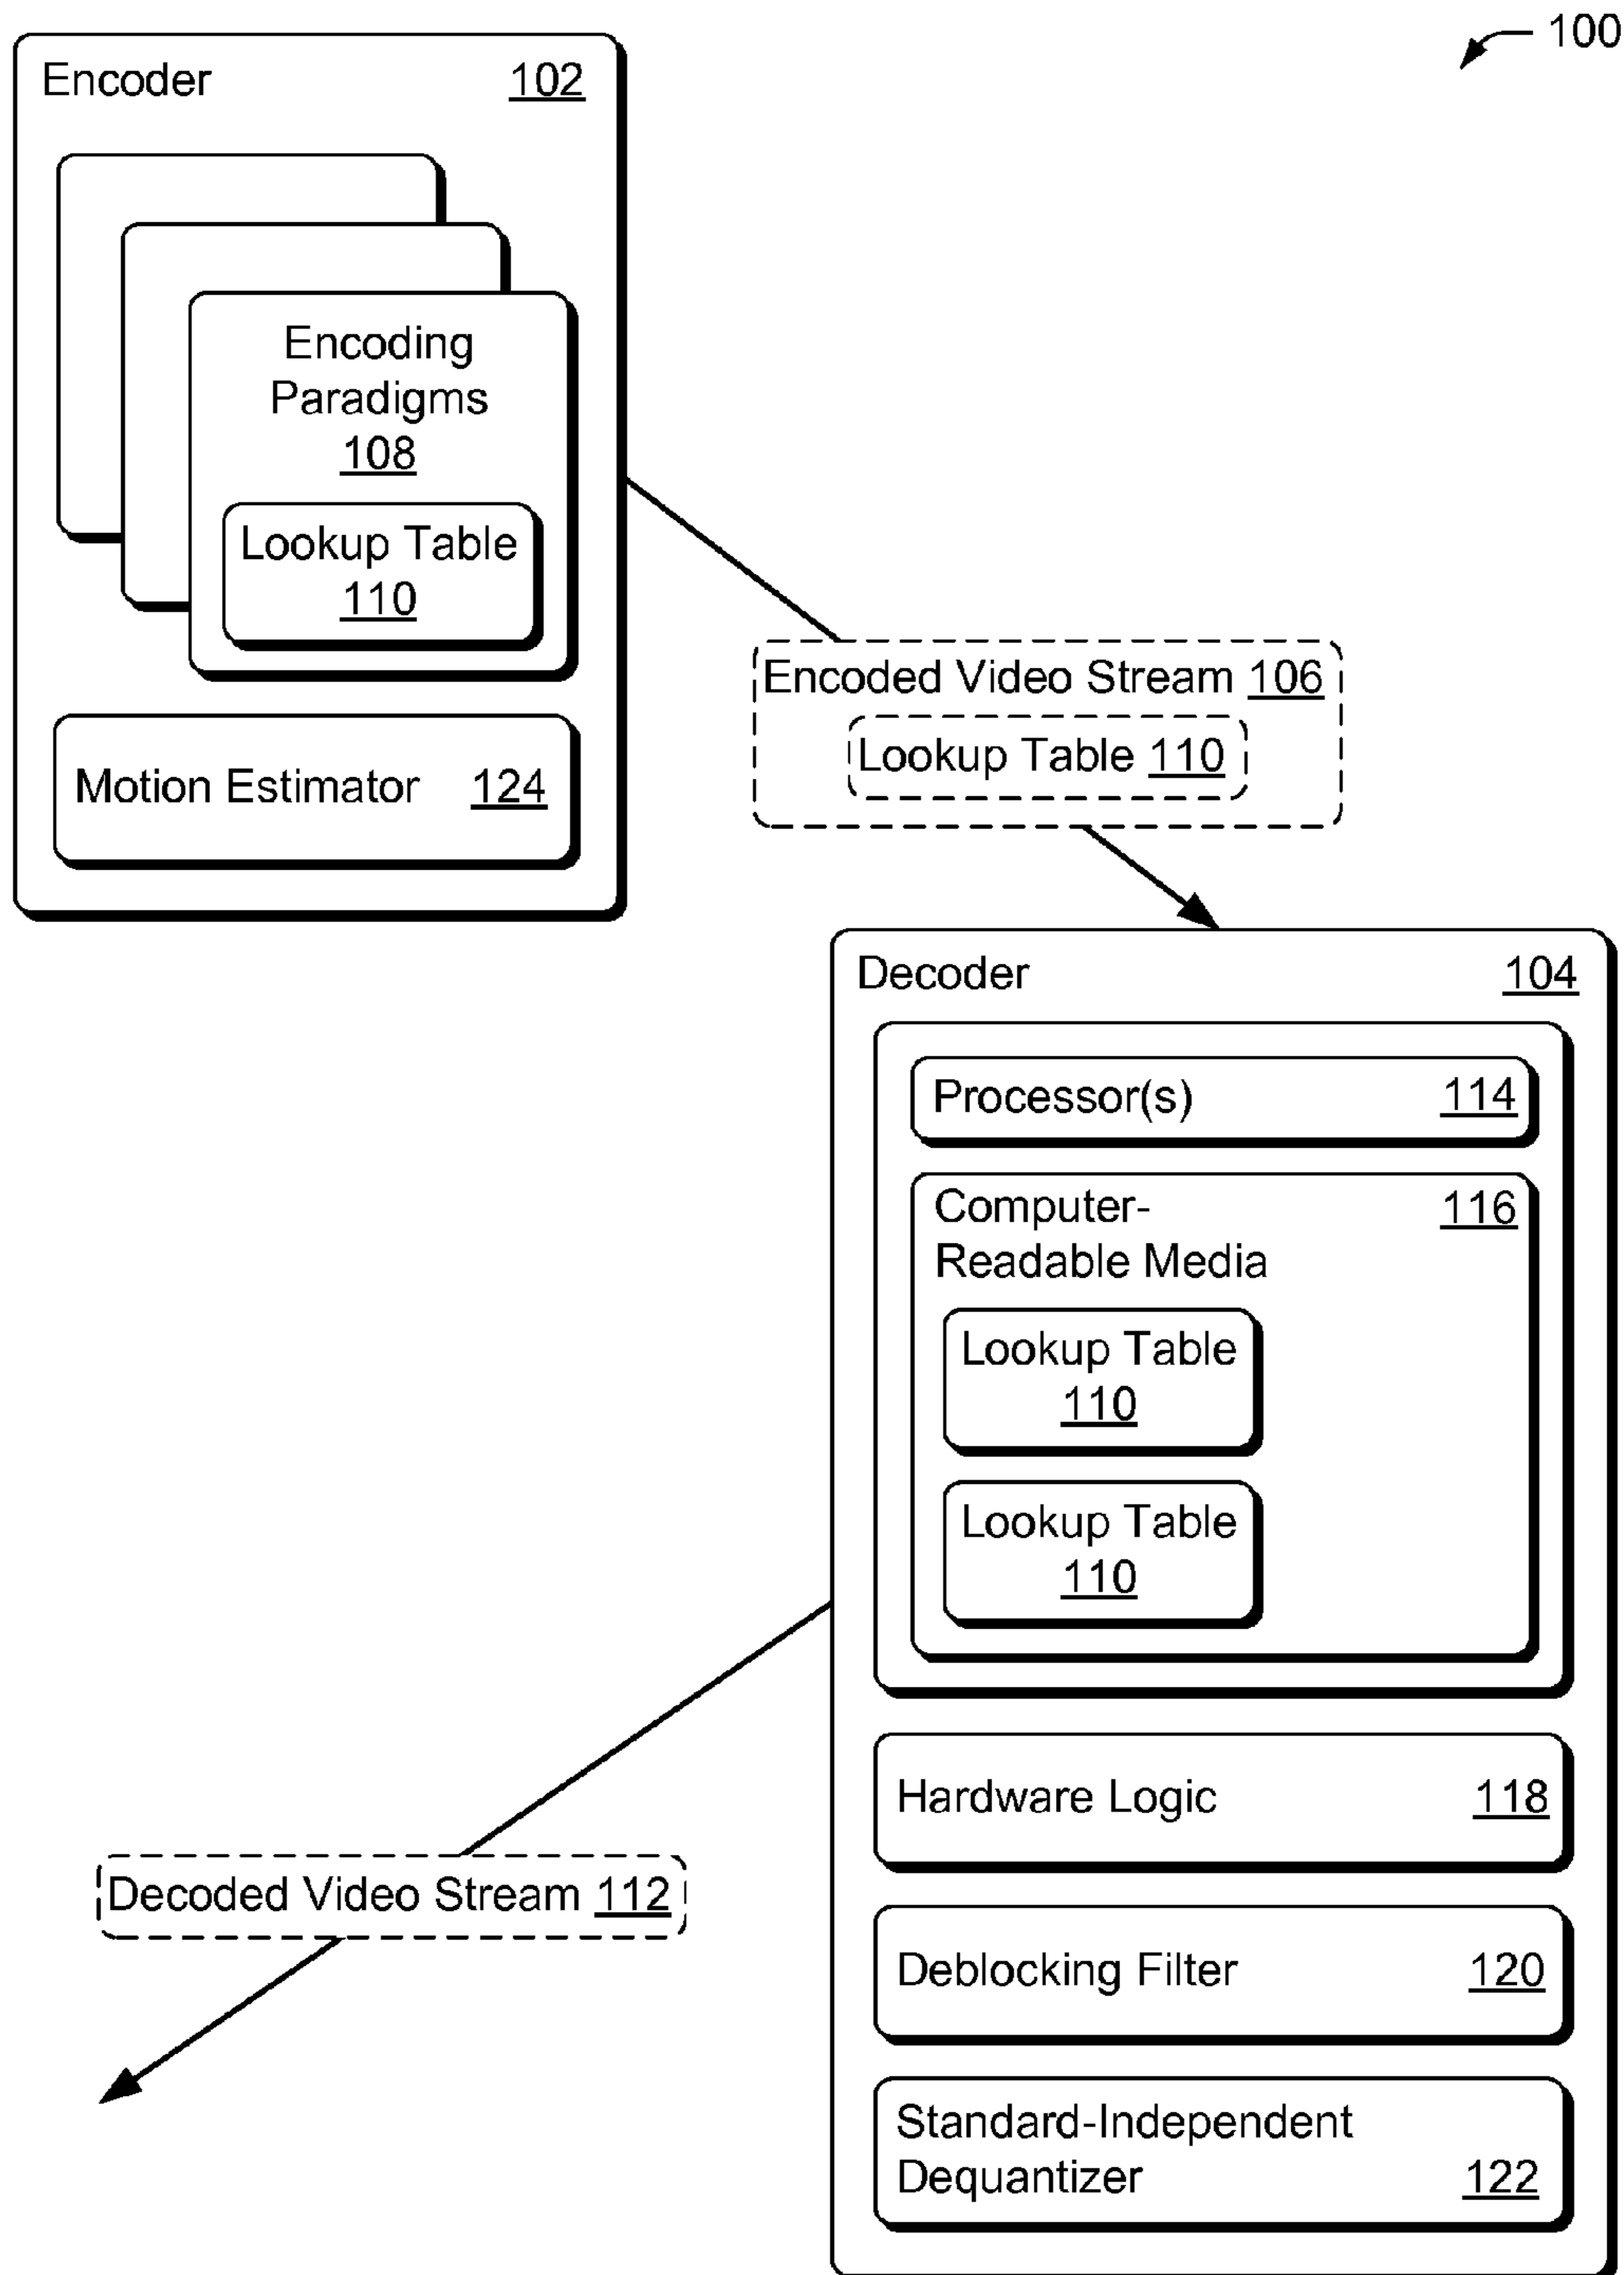 100
Encoder 102
Encoding
Paradigms
108
Lookup Table
110
Motion Estimator 124
Encoded Video Stream 106
Lookup Table 110
Decoder 104
Processor(s) 114
Computer- 116
Readable Media
Lookup Table
110
Lookup Table
110
Hardware Logic 118
Decoded Video Stream 112
Deblocking Filter 120
Standard-Independent
Dequantizer 122